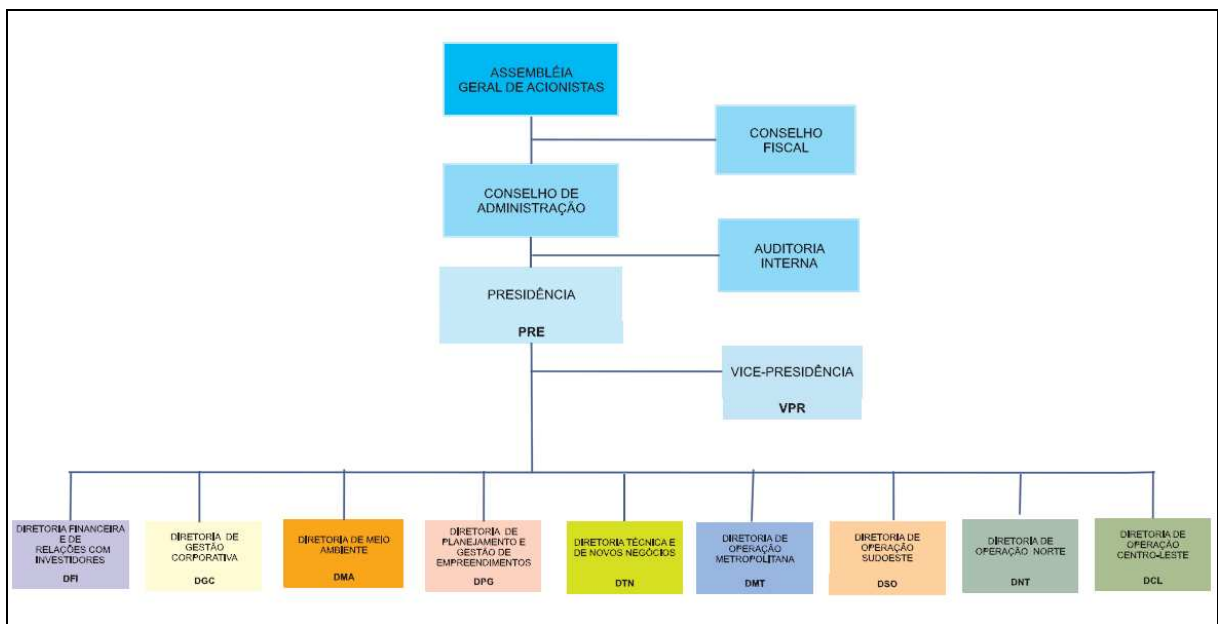 ASSEMBLÉIA
GERAL DE ACIONISTAS
CONSELHO
FISCAL
CONSELHO DE
ADMINISTRAÇÃO
AUDITORIA
INTERNA
PRESIDÊNCIA
PRE
VICE-PRESIDÊNCIA
VPR
DIRETORIA FINANCEIRA
E DE
RELAÇÕES COM
INVESTIDORES
DFI
DIRETORIA DE
GESTÃO
CORPORATIVA
DGC
DIRETORIA DE MEIO
AMBIENTE
DMA
DIRETORIA DE
PLANEJAMENTO E
GESTÃO DE
EMPREENDIMENTOS
DPG
DIRETORIA TÉCNICA E
DE NOVOS NEGÓCIOS
DTN
DIRETORIA DE
OPERAÇÃO
METROPOLITANA
DMT
DIRETORIA DE
OPERAÇÃO
SUDOESTE
DSO
DIRETORIA DE
OPERAÇÃO NORTE
DNT
DIRETORIA DE
OPERAÇÃO
CENTRO-LESTE
DCL